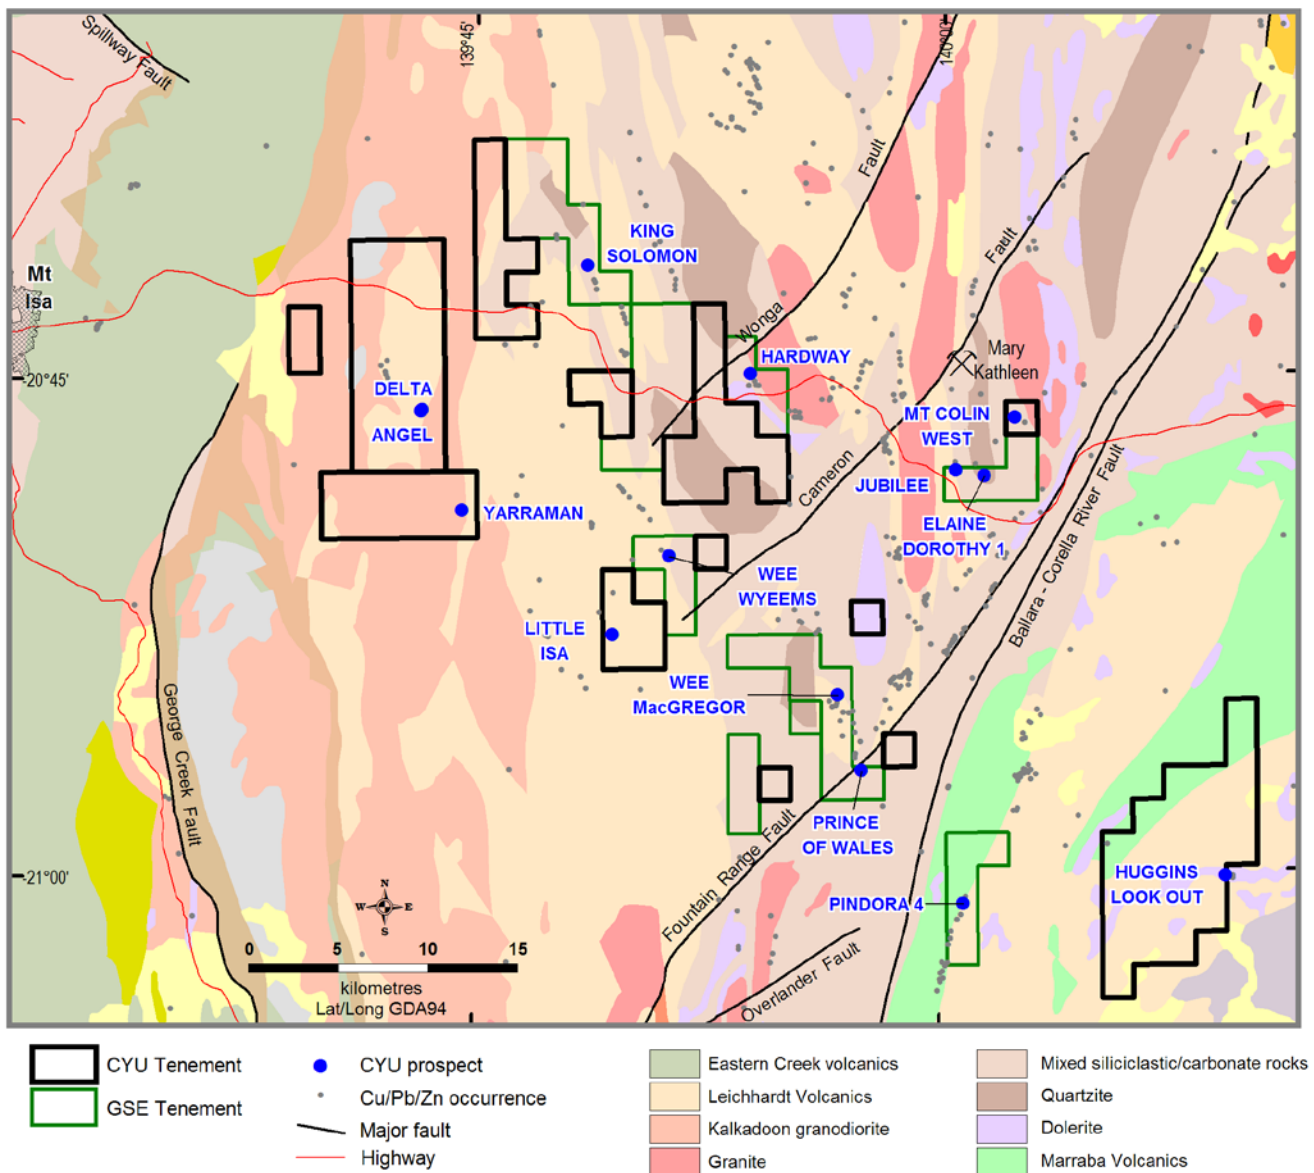 Spillway Fault
139°45'
140°00'
KING
SOLOMON
Fault
Fault
Mt
Isa
Wonga
HARDWAY
Mary
Kathleen
-20°45'
DELTA
ANGEL
MT COLIN
WEST
Cameron
JUBILEE
YARRAMAN
ELAINE
DOROTHY 1
Ballara - Corella River Fault
WEE
WYEEMS
LITTLE
ISA
WEE
MacGREGOR
George Creek Fault
PRINCE
OF WALES
Fountain Range Fault
-21°00'
HUGGINS
LOOK OUT
PINDORA 4
N
W E
S
0 5 10 15
kilometres
Lat/Long GDA94
Overlander Fault
CYU Tenement
GSE Tenement
CYU prospect
Cu/Pb/Zn occurrence
Major fault
Highway
Eastern Creek volcanics
Leichhardt Volcanics
Kalkadoon granodiorite
Granite
Mixed siliciclastic/carbonate rocks
Quartzite
Dolerite
Marraba Volcanics